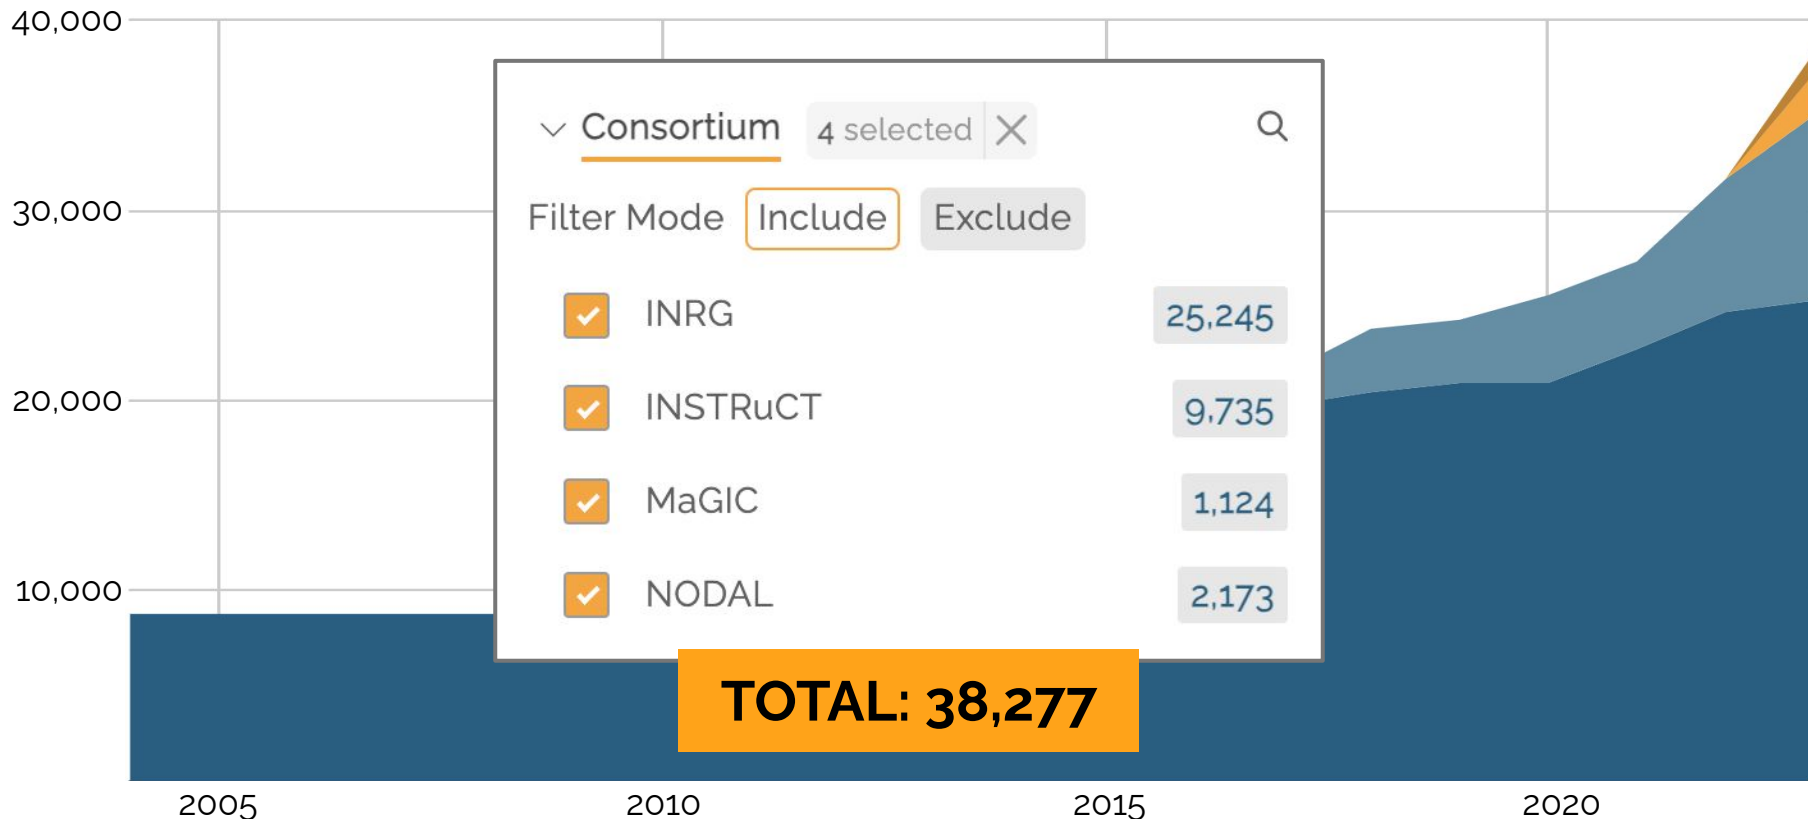 40,000
30,000
20,000
10,000
Consortium 4 selected
Filter Mode Include Exclude
INRG 25,245
INSTRuCT 9,735
MaGIC 1,124
NODAL 2,173
TOTAL: 38,277
2005 2010 2015 2020